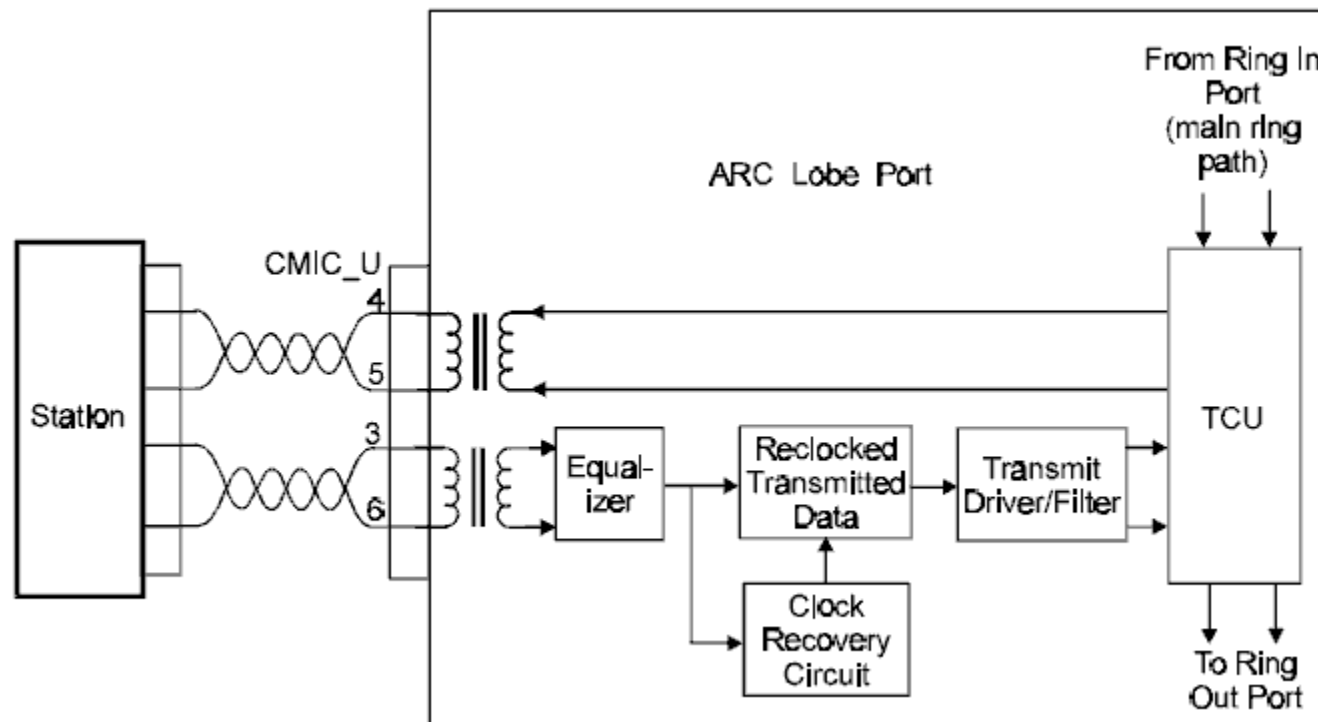 From Ring In
Port
(main ring
path)
ARC Lobe Port
CMIC_U
4
5
3
6
Station
Equal-
izer
Reclocked
Transmitted
Data
Transmit
Driver/Filter
TCU
Clock
Recovery
Circuit
To Ring
Out Port